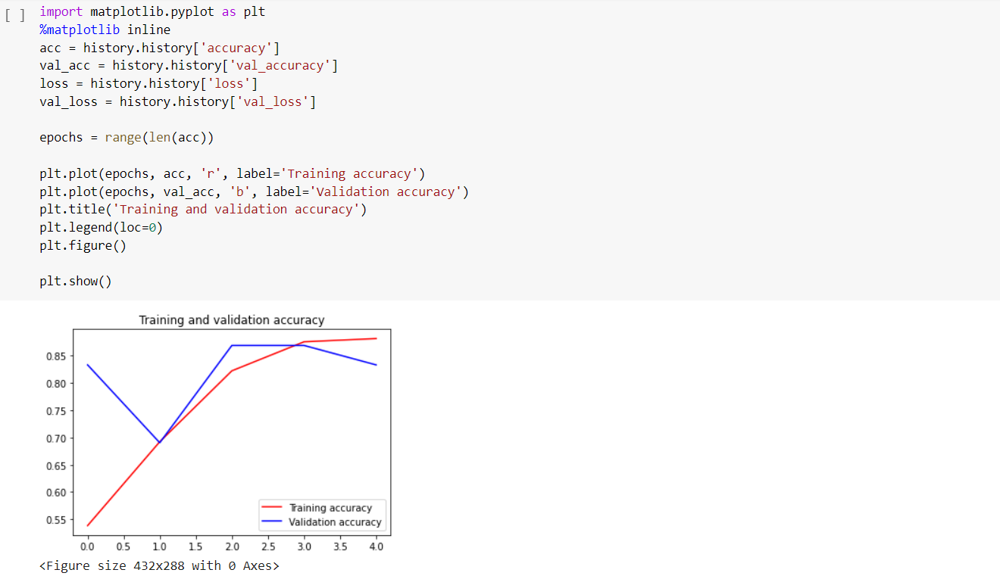 [ ] import matplotlib.pyplot as plt
%matplotlib inline
acc = history.history['accuracy']
val_acc = history.history['val_accuracy']
loss = history.history['loss']
val_loss = history.history['val_loss']
epochs = range(len(acc))
plt.plot(epochs, acc, 'r', label='Training accuracy')
plt.plot(epochs, val_acc, 'b', label='Validation accuracy')
plt.title('Training and validation accuracy')
plt.legend(loc=0)
plt.figure()
plt.show()
Training and validation accuracy
0.85
0.80
0.75
0.70
0.65
0.60
0.55
Training accuracy
Validation accuracy
0.0 0.5 1.0 1.5 2.0 2.5 3.0 3.5 4.0
<Figure size 432x288 with 0 Axes>